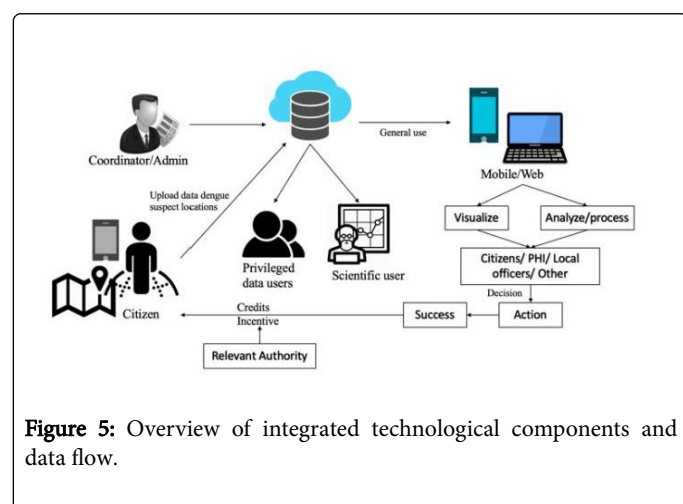 Coordinator/Admin
General use
Mobile/Web
Upload data dengue
suspect locations
Visualize
Analyze/process
Privileged
data users
Scientific user
Citizens/ PHI/ Local
officers/ Other
Citizen
Credits
Incentive
Decision
Success
Action
Relevant Authority
Figure 5: Overview of integrated technological components and
data flow.